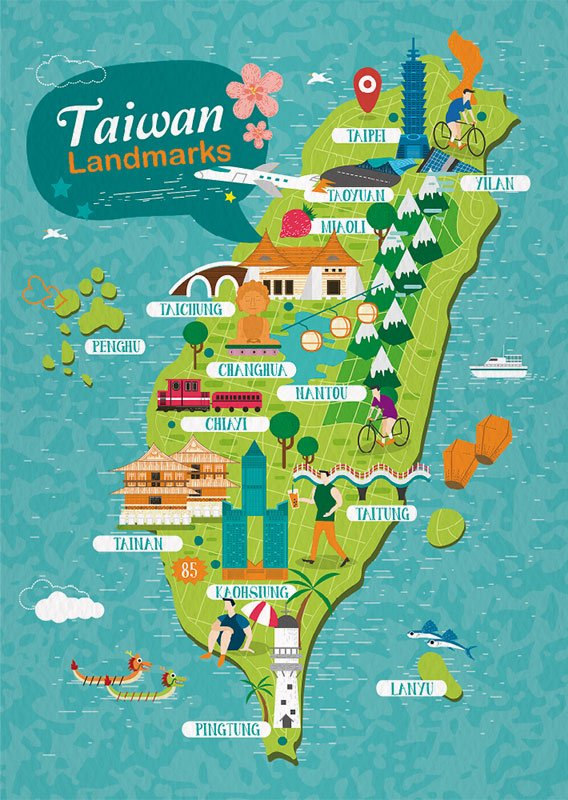 Taiwan
Landmarks
TAIPEI
YILAN
TAOYUAN
MIAOLI
TAICHUNG
PENGHU
CHANGHUA
NANTOU
CHIAYI
TAITUNG
TAINAN
85
KAOHSIUNG
LANYU
PINGTUNG